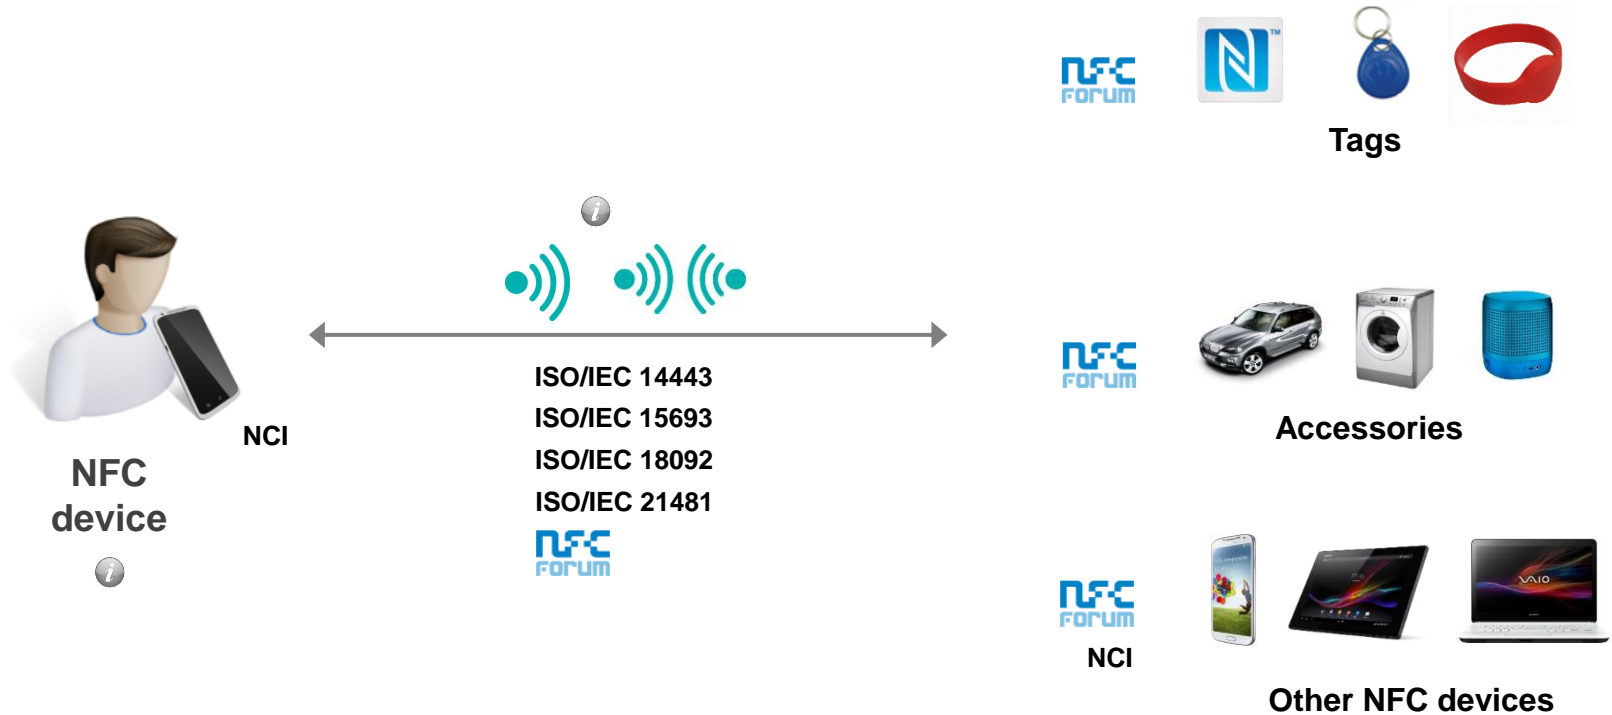 NFC
Forum
N™
Tags
i
ISO/IEC 14443
ISO/IEC 15693
ISO/IEC 18092
ISO/IEC 21481
NFC
Forum
NCI
NFC
device
i
NFC
Forum
Accessories
NFC
Forum
NCI
VAIO
Other NFC devices